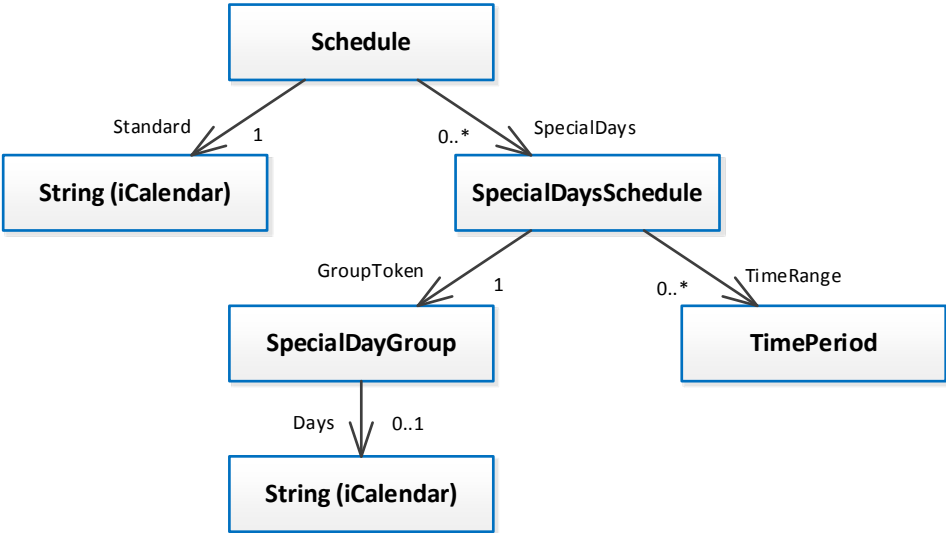 Schedule
Standard
1
0..*
SpecialDays
String (iCalendar)
SpecialDaysSchedule
GroupToken
1
0..*
TimeRange
SpecialDayGroup
TimePeriod
Days
0..1
String (iCalendar)